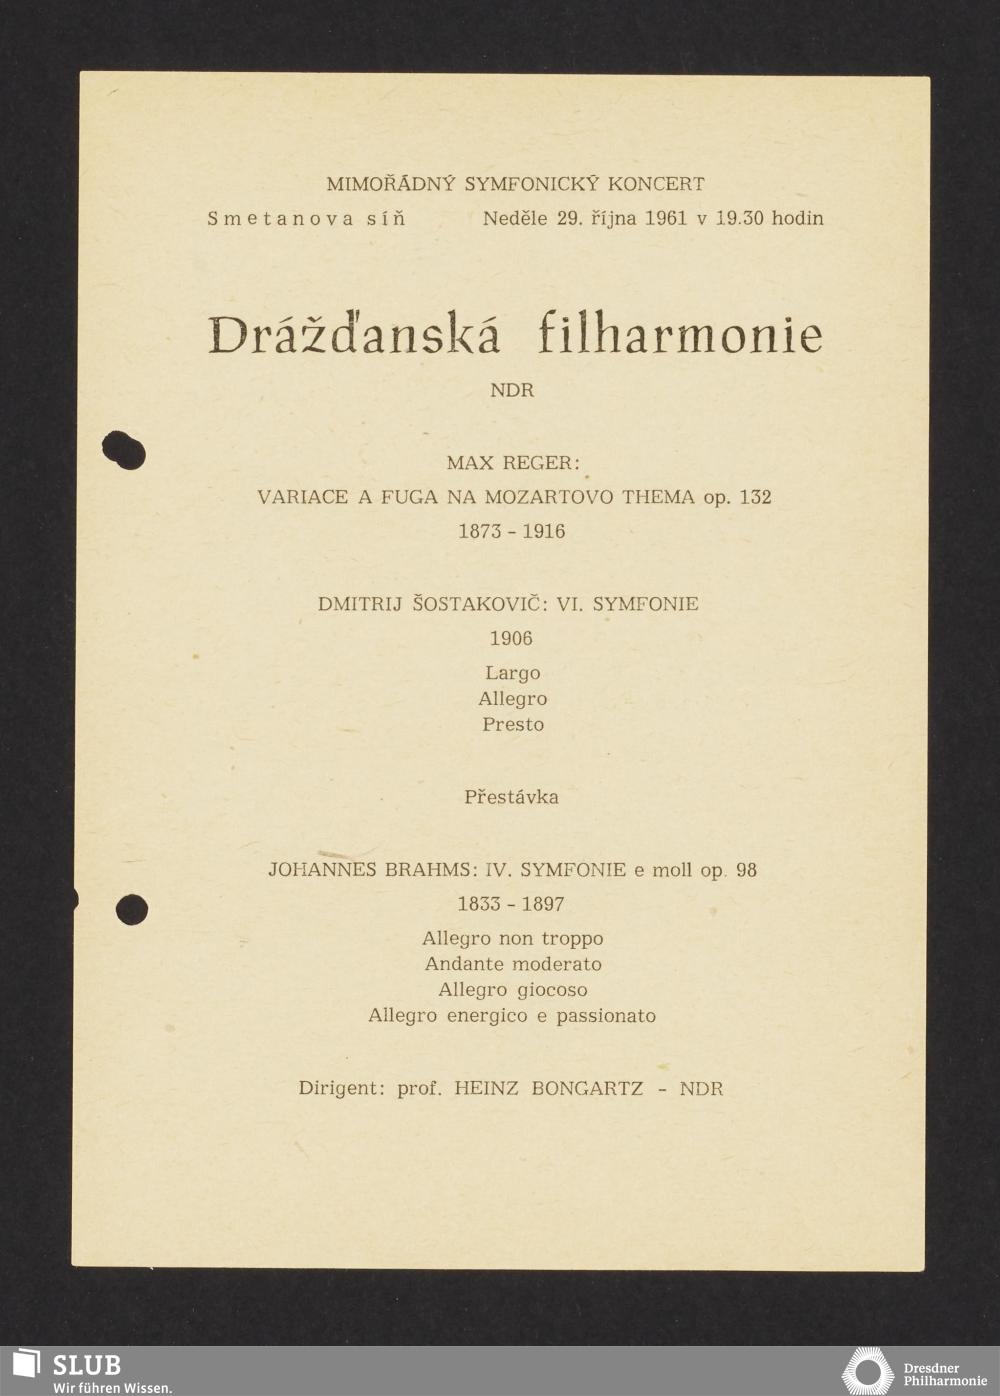 MIMOŘÁDNÝ SYMFONICKÝ KONCERT
Smetanova síň Neděle 29. října 1961 v 19.30 hodin
Drážďanská filharmonie
NDR
MAX REGER:
VARIACE A FUGA NA MOZARTOVO THEMA op. 132
1873 - 1916
DMITRIJ ŠOSTAKOVIČ: VI. SYMFONIE
1906
Largo
Allegro
Presto
Přestávka
JOHANNES BRAHMS: IV. SYMFONIE e moll op. 98
1833 - 1897
Allegro non troppo
Andante moderato
Allegro giocoso
Allegro energico e passionato
Dirigent: prof. HEINZ BONGARTZ - NDR
SLUB
Wir führen Wissen.
Dresdner
Philharmonie